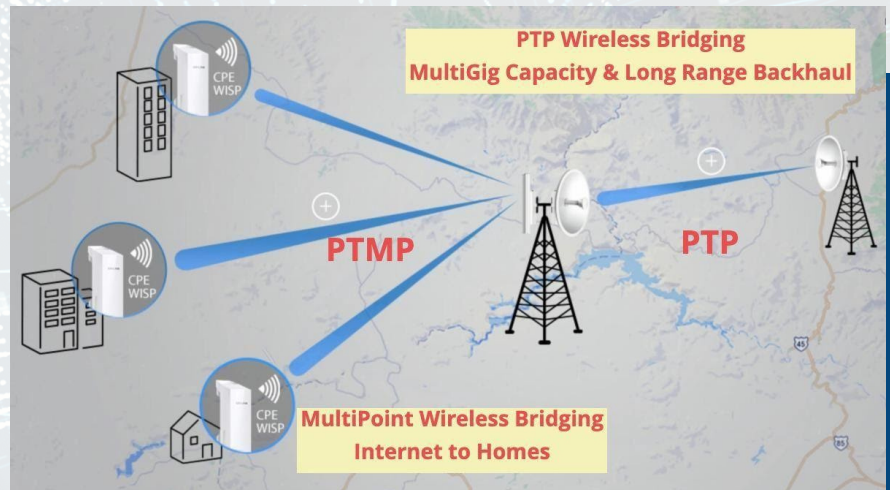 PTP Wireless Bridging
MultiGig Capacity & Long Range Backhaul
CPE
WISP
PTMP
PTP
CPE
WISP
45
CPE
WISP
MultiPoint Wireless Bridging
Internet to Homes
85